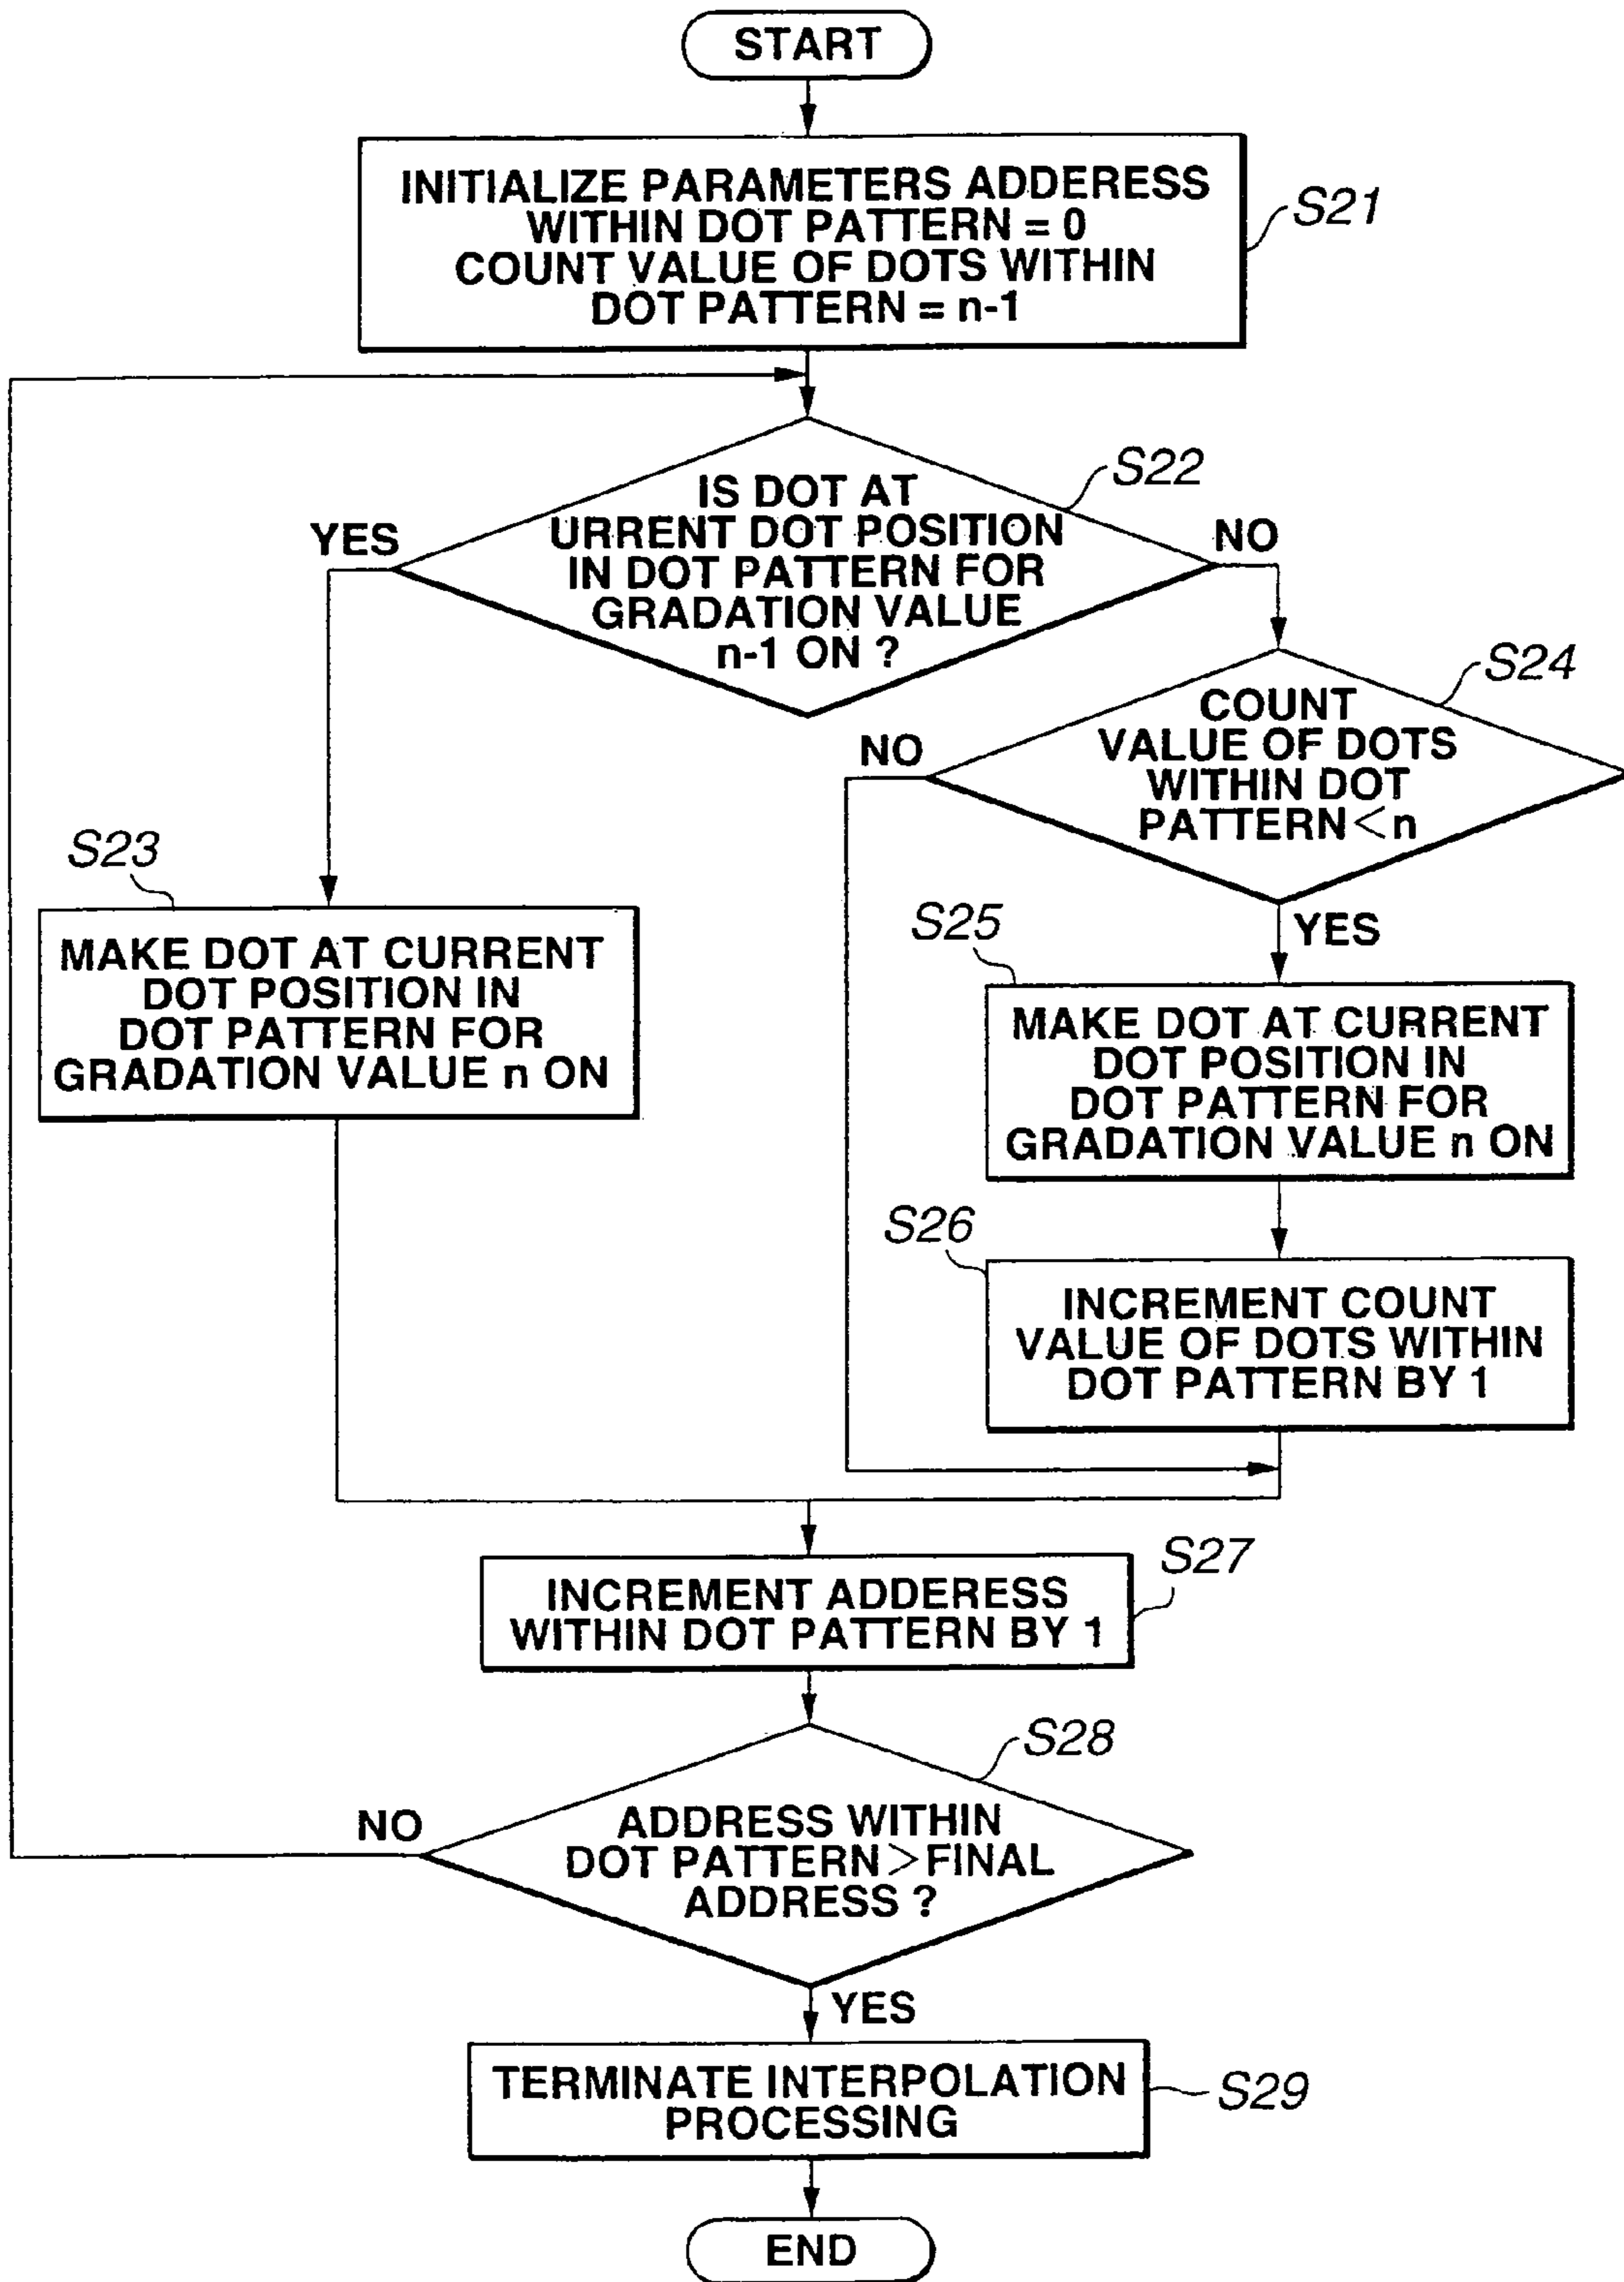 START
INITIALIZE PARAMETERS ADDERESS
WITHIN DOT PATTERN = 0
COUNT VALUE OF DOTS WITHIN
DOT PATTERN = n-1
S21
S22
IS DOT AT
URRENT DOT POSITION
IN DOT PATTERN FOR
GRADATION VALUE
n-1 ON ?
YES
NO
S24
COUNT
VALUE OF DOTS
WITHIN DOT
PATTERN<n
NO
YES
S23
MAKE DOT AT CURRENT
DOT POSITION IN
DOT PATTERN FOR
GRADATION VALUE n ON
S25
MAKE DOT AT CURRENT
DOT POSITION IN
DOT PATTERN FOR
GRADATION VALUE n ON
S26
INCREMENT COUNT
VALUE OF DOTS WITHIN
DOT PATTERN BY 1
S27
INCREMENT ADDERESS
WITHIN DOT PATTERN BY 1
S28
NO
ADDRESS WITHIN
DOT PATTERN>FINAL
ADDRESS ?
YES
TERMINATE INTERPOLATION
PROCESSING
S29
END